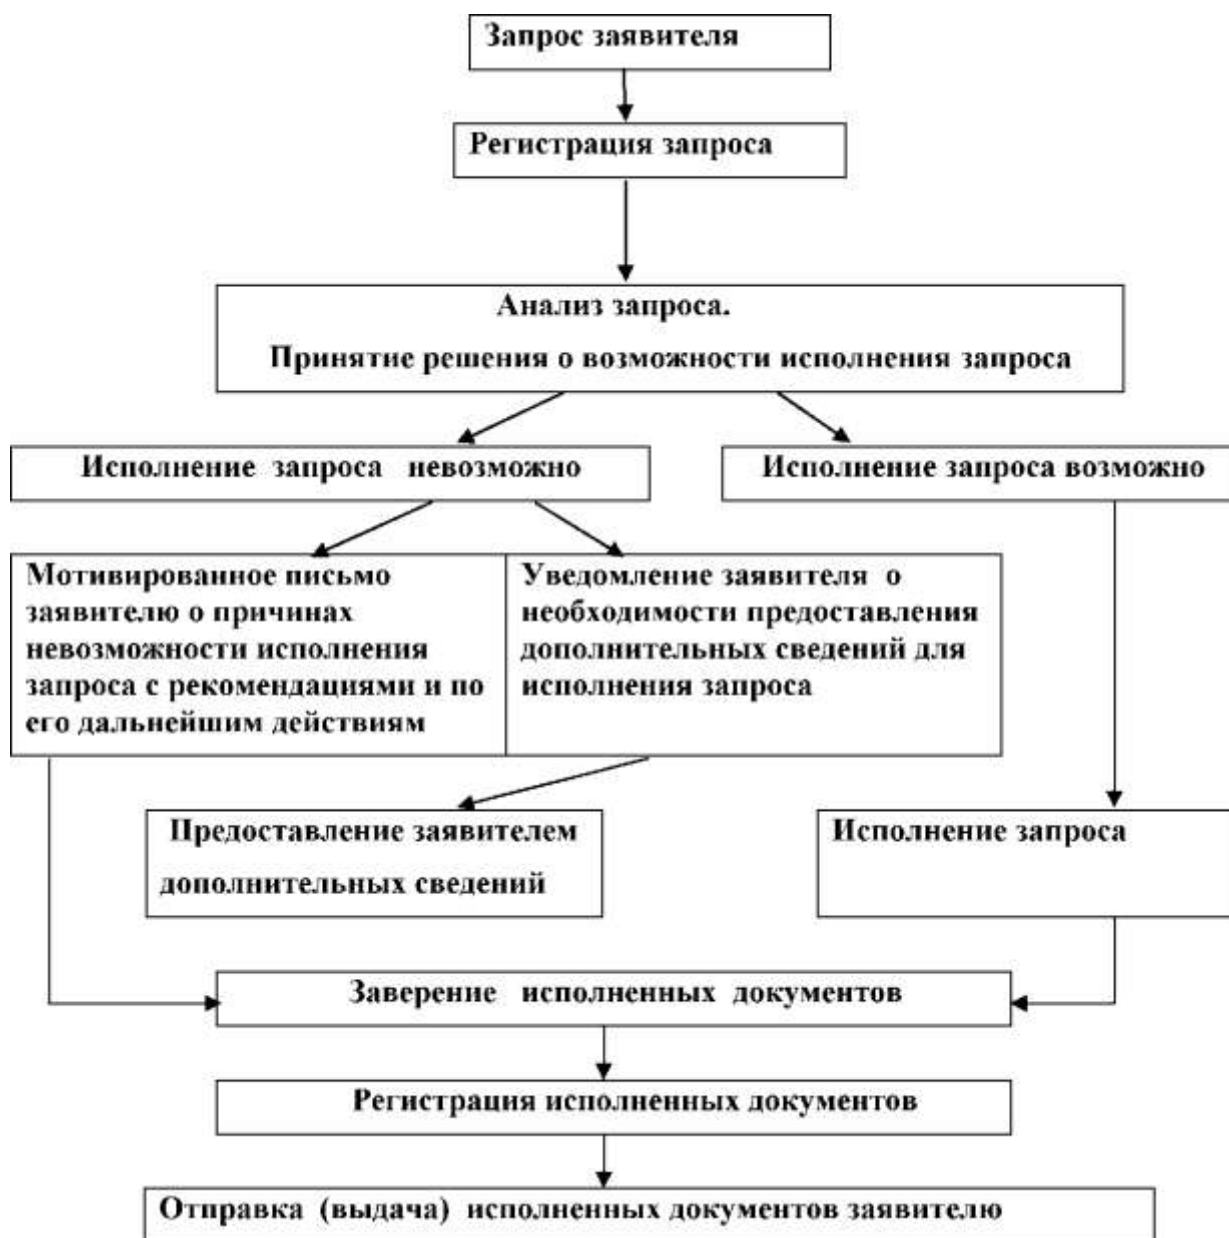 Запрос заявителя
Регистрация запроса
Анализ запроса.
Принятие решения о возможности исполнения запроса
Исполнение запроса невозможно
Исполнение запроса возможно
Мотивированное письмо
заявителю о причинах
невозможности исполнения
запроса с рекомендациями и по
его дальнейшим действиям
Уведомление заявителя о
необходимости предоставления
дополнительных сведений для
исполнения запроса
Предоставление заявителем
дополнительных сведений
Исполнение запроса
Заверение исполненных документов
Регистрация исполненных документов
Отправка (выдача) исполненных документов заявителю